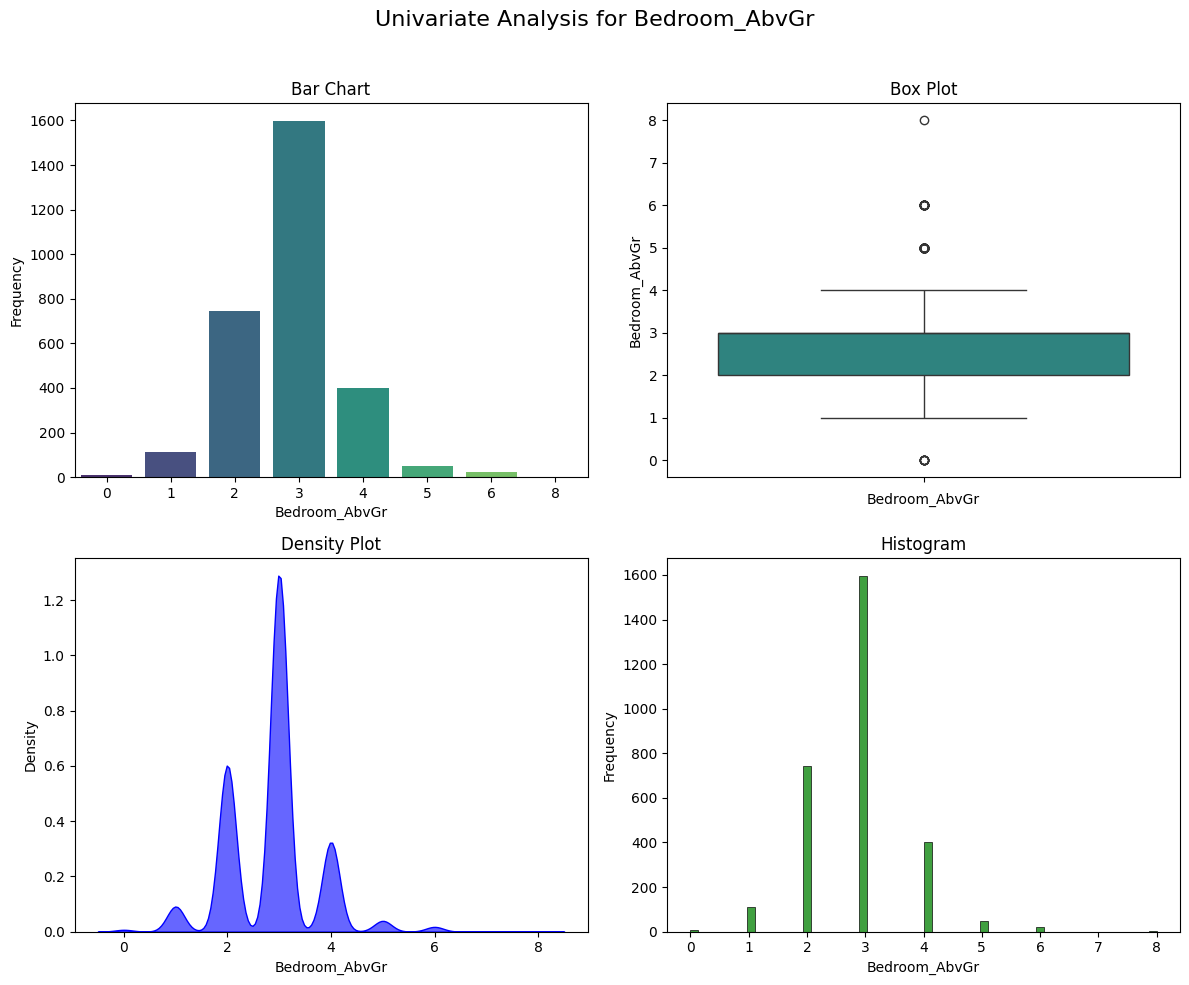 Univariate Analysis for Bedroom_AbvGr
Bar Chart
1600
1400
1200
1000
800
600
400
200
0
Frequency
0 1 2 3 4 5 6 8
Bedroom_AbvGr
Box Plot
8
7
6
5
4
3
2
1
0
Bedroom_AbvGr
Bedroom_AbvGr
Density Plot
1.2
1.0
0.8
0.6
0.4
0.2
0.0
Density
0 2 4 6 8
Bedroom_AbvGr
Histogram
1600
1400
1200
1000
800
600
400
200
0
Frequency
0 1 2 3 4 5 6 7 8
Bedroom_AbvGr